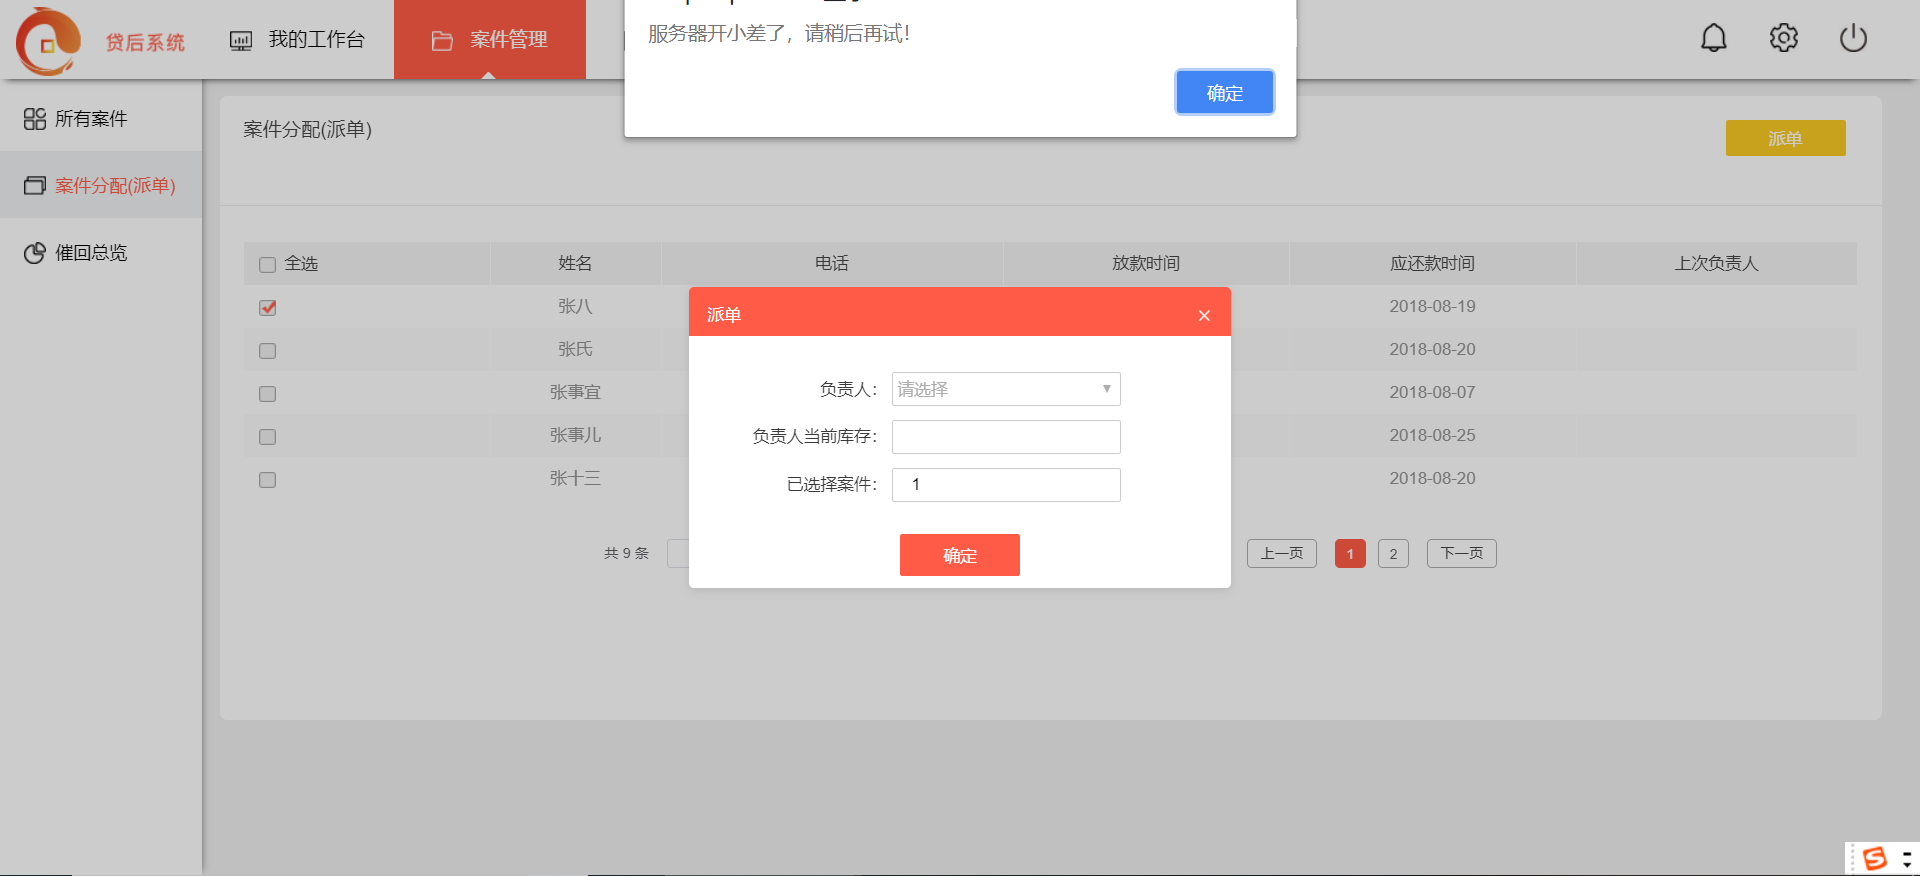 贷后系统
我的工作台
案件管理
服务器开小差了，请稍后再试！
确定
所有案件
案件分配(派单)
催回总览
案件分配(派单)
派单
全选 姓名 电话 放款时间 应还款时间 上次负责人
张八 2018-08-19
张氏 2018-08-20
张事宜 2018-08-07
张事儿 2018-08-25
张十三 2018-08-20
派单 ×
负责人： 请选择 ▼
负责人当前库存：
已选择案件： 1
确定
共 9 条 上一页 1 2 下一页